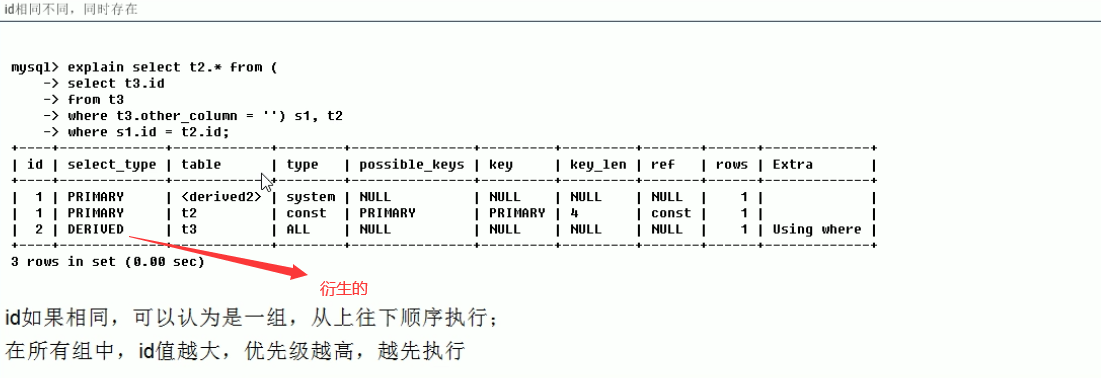 id相同不同，同时存在
mysql> explain select t2.* from (
    -> select t3.id
    -> from t3
    -> where t3.other_column = '') s1, t2
    -> where s1.id = t2.id;
+----+-------------+------------+--------+---------------+---------+---------+-------+------+-------------+
| id | select_type | table      | type   | possible_keys | key     | key_len | ref   | rows | Extra       |
+----+-------------+------------+--------+---------------+---------+---------+-------+------+-------------+
|  1 | PRIMARY     | <derived2> | system | NULL          | NULL    | NULL    | NULL  |    1 |             |
|  1 | PRIMARY     | t2         | const  | PRIMARY       | PRIMARY | 4       | const |    1 |             |
|  2 | DERIVED     | t3         | ALL    | NULL          | NULL    | NULL    | NULL  |    1 | Using where |
+----+-------------+------------+--------+---------------+---------+---------+-------+------+-------------+
3 rows in set (0.00 sec)
衍生的
id如果相同，可以认为是一组，从上往下顺序执行；
在所有组中，id值越大，优先级越高，越先执行